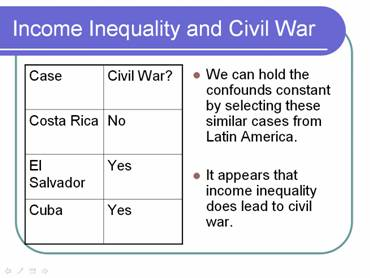 Income Inequality and Civil War
Case Civil War?
Costa Rica No
El Yes
Salvador
Cuba Yes
We can hold the
confounds constant
by selecting these
similar cases from
Latin America.
It appears that
income inequality
does lead to civil
war.